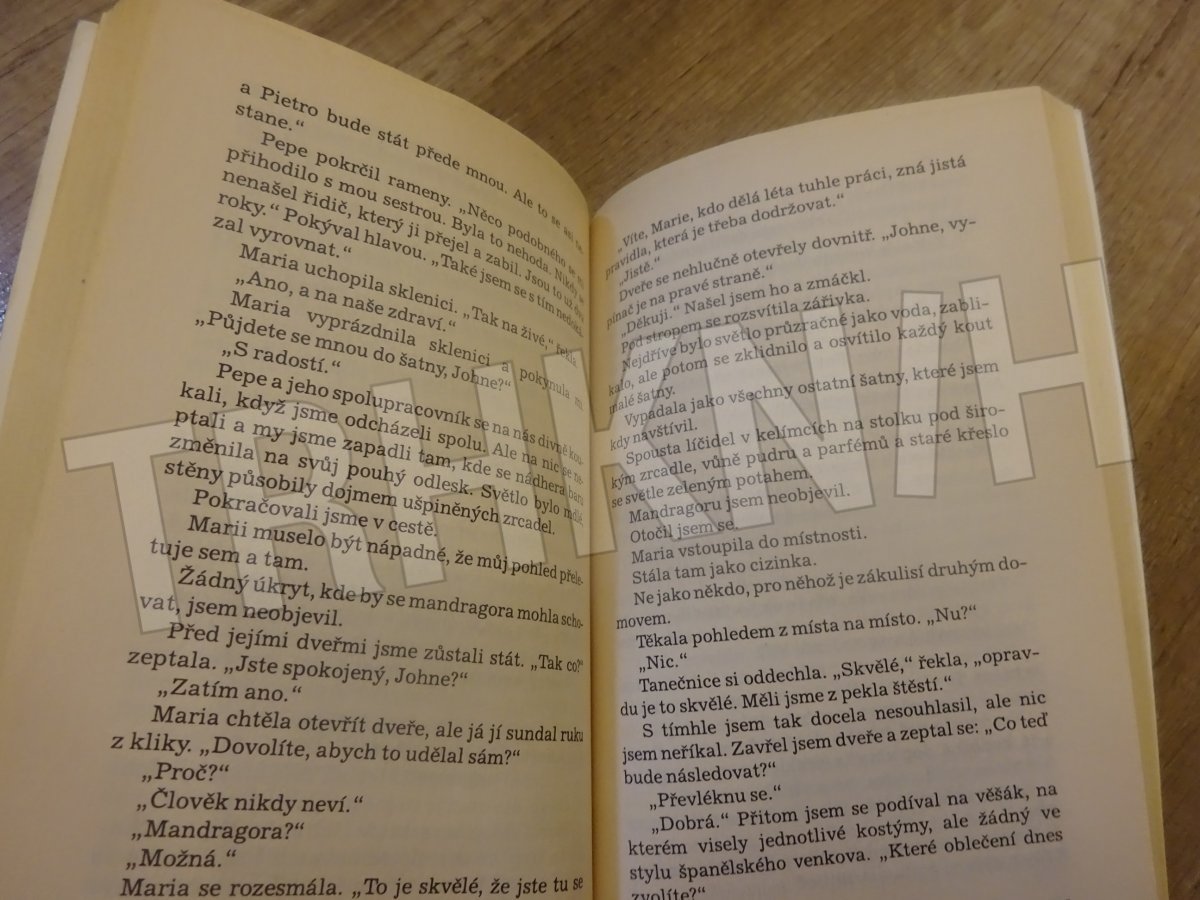 a Pietro bude stát přede mnou. Ale to se asi ne-
stane.“
Pepe pokrčil rameny. „Něco podobného se mi
přihodilo s mou sestrou. Byla to nehoda. Nikdy se
nenašel řidič, který ji přejel a zabil. Jsou to už dva
roky.“ Pokýval hlavou. „Také jsem se s tím nedoká-
zal vyrovnat.“
Maria uchopila sklenici. „Tak na živé,“ řekla.
„Ano, a na naše zdraví.“
Maria vyprázdnila sklenici a pokynula mi.
„Půjdete se mnou do šatny, Johne?“
„S radostí.“
Pepe a jeho spolupracovník se na nás divně kou-
kali, když jsme odcházeli spolu. Ale na nic se ne-
ptali a my jsme zapadli tam, kde se nádhera baru
změnila na svůj pouhý odlesk. Světlo bylo mdlé,
stěny působily dojmem ušpiněných zrcadel.
Pokračovali jsme v cestě.
Marii muselo být nápadné, že můj pohled přele-
tuje sem a tam.
Žádný úkryt, kde by se mandragora mohla scho-
vat, jsem neobjevil.
Před jejími dveřmi jsme zůstali stát. „Tak co?“
zeptala. „Jste spokojený, Johne?“
„Zatím ano.“
Maria chtěla otevřít dveře, ale já jí sundal ruku
z kliky. „Dovolíte, abych to udělal sám?“
„Proč?“
„Člověk nikdy neví.“
„Mandragora?“
„Možná.“
Maria se rozesmála. „To je skvělé, že jste tu se
„Víte, Marie, kdo dělá léta tuhle práci, zná jistá
pravidla, která je třeba dodržovat.“
„Jistě.“
Dveře se nehlučně otevřely dovnitř. „Johne, vy-
pínač je na pravé straně.“
„Děkuji.“ Našel jsem ho a zmáčkl.
Pod stropem se rozsvítila zářivka.
Nejdříve bylo světlo průzračné jako voda, zabli-
kalo, ale potom se zklidnilo a osvítilo každý kout
malé šatny.
Vypadala jako všechny ostatní šatny, které jsem
kdy navštívil.
Spousta líčidel v kelímcích na stolku pod širo-
kým zrcadle, vůně pudru a parfémů a staré křeslo
se světle zeleným potahem.
Mandragoru jsem neobjevil.
Otočil jsem se.
Maria vstoupila do místnosti.
Stála tam jako cizinka.
Ne jako někdo, pro něhož je zákulisí druhým do-
movem.
Těkala pohledem z místa na místo. „Nu?“
„Nic.“
Tanečnice si oddechla. „Skvělé,“ řekla, „oprav-
du je to skvělé. Měli jsme z pekla štěstí.“
S tímhle jsem tak docela nesouhlasil, ale nic
jsem neříkal. Zavřel jsem dveře a zeptal se: „Co teď
bude následovat?“
„Převléknu se.“
„Dobrá.“ Přitom jsem se podíval na věšák, na
kterém visely jednotlivé kostýmy, ale žádný ve
stylu španělského venkova. „Které oblečení dnes
zvolíte?“
TRHKNIH